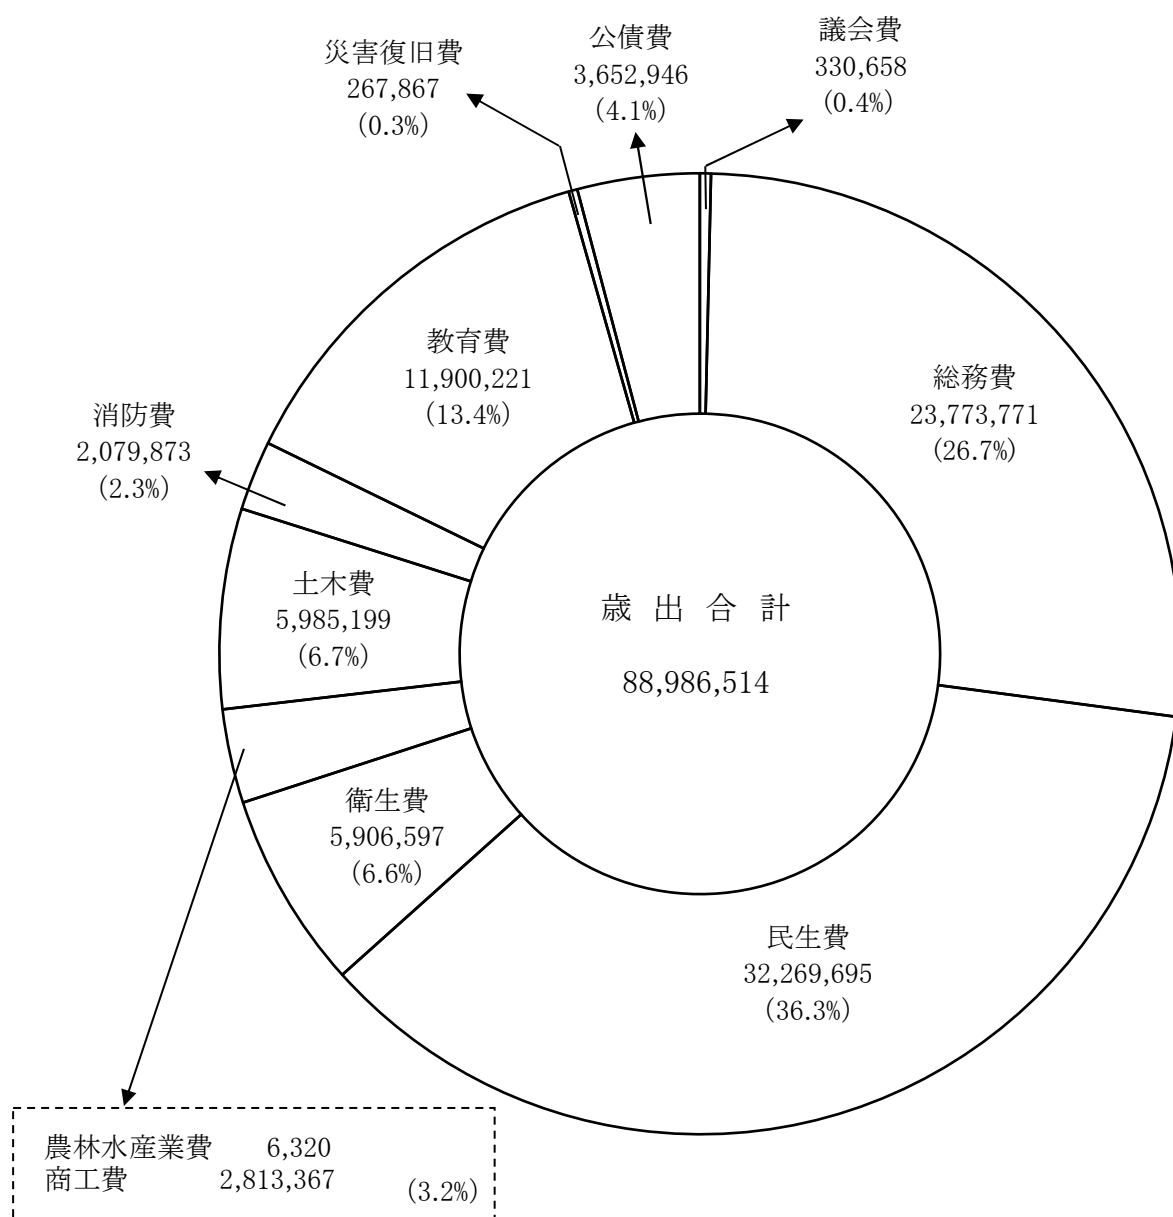 災害復旧費
267,867
(0.3%)
公債費
3,652,946
(4.1%)
議会費
330,658
(0.4%)
教育費
11,900,221
(13.4%)
総務費
23,773,771
(26.7%)
消防費
2,079,873
(2.3%)
土木費
5,985,199
(6.7%)
歳出合計
88,986,514
衛生費
5,906,597
(6.6%)
民生費
32,269,695
(36.3%)
農林水産業費 6,320
商工費 2,813,367
(3.2%)